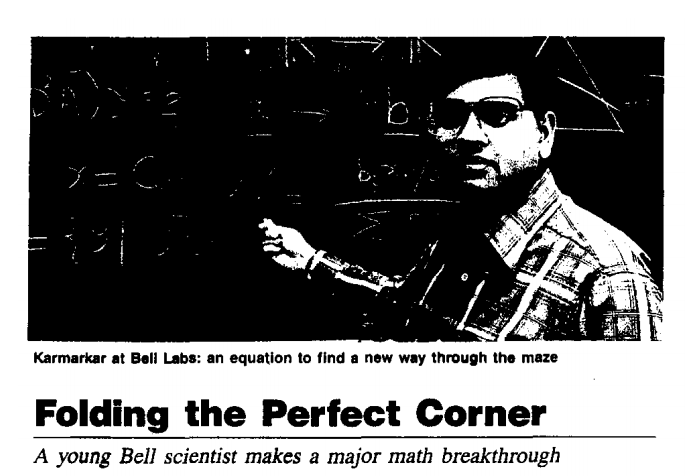 Karmarkar at Bell Labs: an equation to find a new way through the maze
Folding the Perfect Corner
A young Bell scientist makes a major math breakthrough